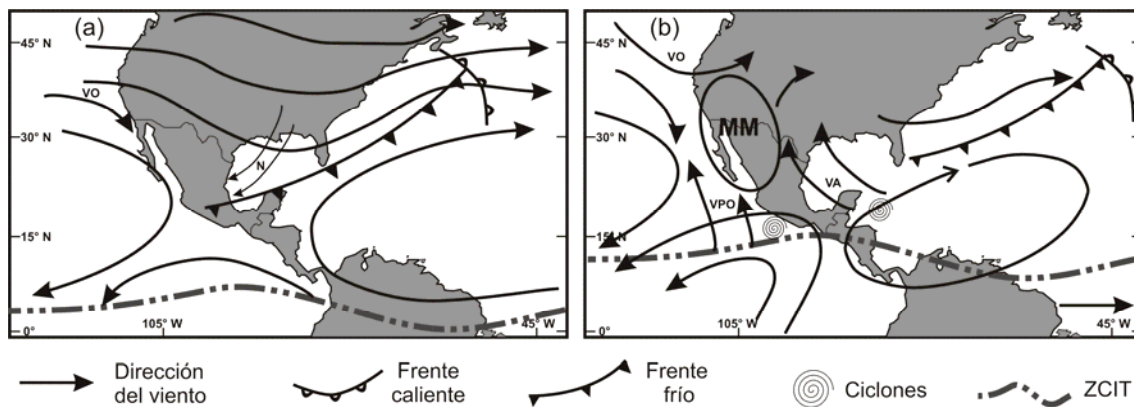 (a)
45° N
VO
30° N
N
15° N
0°
105° W
45° W
(b)
45° N
VO
30° N
MM
VA
VPO
15° N
0°
105° W
45° W
Dirección
del viento
Frente
caliente
Frente
frío
Ciclones
ZCIT